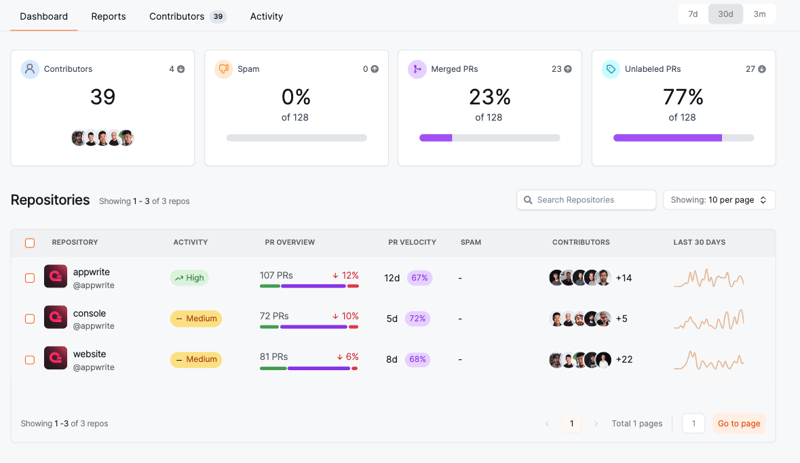 Dashboard Reports Contributors 39 Activity 7d 30d 3m
Contributors 4
39
Spam 0
0%
of 128
Merged PRs 23
23%
of 128
Unlabeled PRs 27
77%
of 128
Repositories Showing 1 - 3 of 3 repos Search Repositories Showing: 10 per page
REPOSITORY ACTIVITY PR OVERVIEW PR VELOCITY SPAM CONTRIBUTORS LAST 30 DAYS
appwrite
@appwrite
High 107 PRs ↓ 12% 12d 67% - +14
console
@appwrite
Medium 72 PRs ↓ 10% 5d 72% - +5
website
@appwrite
Medium 81 PRs ↓ 6% 8d 68% - +22
Showing 1 -3 of 3 repos < 1 > Total 1 pages 1 Go to page